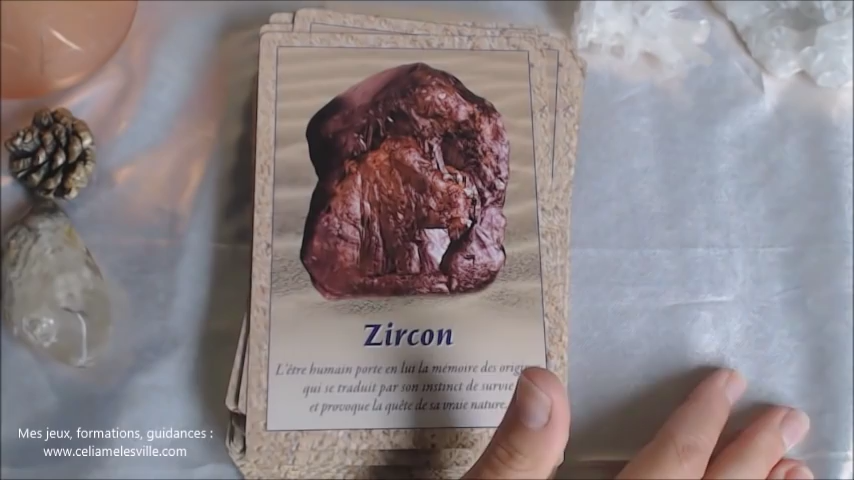 Zircon
L'être humain porte en lui la mémoire des
qui se traduit par son instinct de survie
et provoque la quête de sa vraie nature.
Mes jeux, formations, guidances :
www.celiamelesville.com